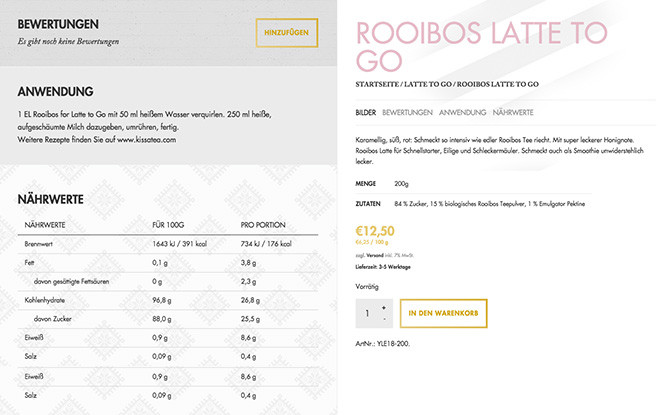 BEWERTUNGEN
Es gibt noch keine Bewertungen
HINZUFÜGEN
ANWENDUNG
1 EL Rooibos for Latte to Go mit 50 ml heißem Wasser verquirlen. 250 ml heiße,
aufgeschäumte Milch dazugeben, umrühren, fertig.
Weitere Rezepte finden Sie auf www.kissatea.com
NÄHRWERTE
NÄHRWERTE FÜR 100G PRO PORTION
Brennwert 1643 kJ / 391 kcal 734 kJ / 176 kcal
Fett 0,1 g 3,8 g
davon gesättigte Fettsäuren 0 g 2,3 g
Kohlenhydrate 96,8 g 26,8 g
davon Zucker 88,0 g 25,5 g
Eiweiß 0,9 g 8,6 g
Salz 0,09 g 0,4 g
Eiweiß 0,9 g 8,6 g
Salz 0,09 g 0,4 g
ROOIBOS LATTE TO
GO
STARTSEITE / LATTE TO GO / ROOIBOS LATTE TO GO
BILDER BEWERTUNGEN ANWENDUNG NÄHRWERTE
Karamellig, süß, rot: Schmeckt so intensiv wie edler Rooibos Tee riecht. Mit super leckerer Honignote.
Rooibos Latte für Schnellstarter, Eilige und Schleckermäuler. Schmeckt auch als Smoothie unwiderstehlich
lecker.
MENGE 200g
ZUTATEN 84 % Zucker, 15 % biologisches Rooibos Teepulver, 1 % Emulgator Pektine
€12,50
€6,25 / 100 g
zzgl. Versand inkl. 7% MwSt.
Lieferzeit: 3-5 Werktage
Vorrätig
1 + -
IN DEN WARENKORB
ArtNr.: YLE18-200.